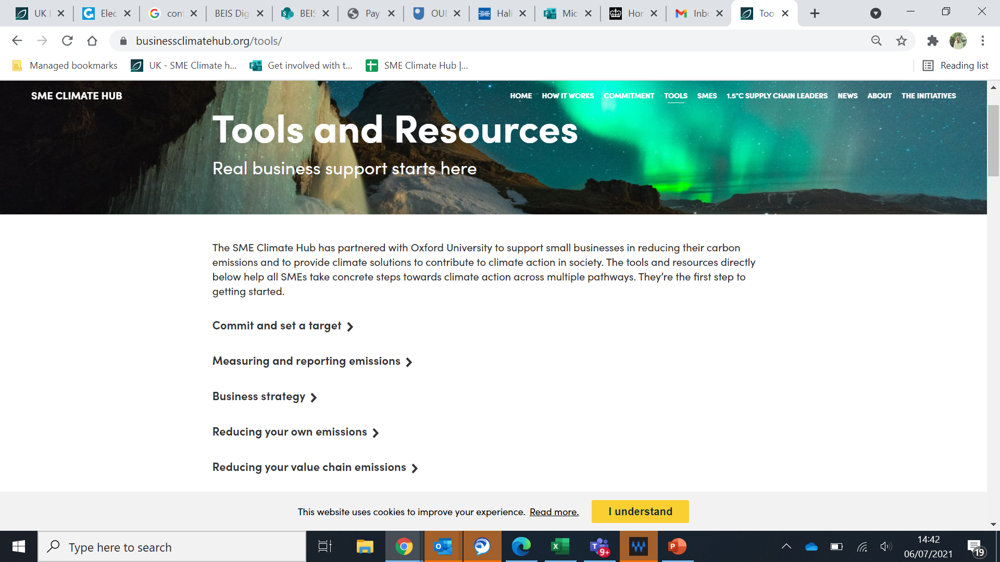 UK
Elec
con
BEIS Dig
BEIS
Pay
OUI
Hali
Mic
Hor
Inb
Too
businessclimatehub.org/tools/
Managed bookmarks
UK - SME Climate h...
Get involved with t...
SME Climate Hub |...
Reading list
SME CLIMATE HUB
HOME
HOW IT WORKS
COMMITMENT
TOOLS
SMES
1.5°C SUPPLY CHAIN LEADERS
NEWS
ABOUT
THE INITIATIVES
Tools and Resources
Real business support starts here
The SME Climate Hub has partnered with Oxford University to support small businesses in reducing their carbon
emissions and to provide climate solutions to contribute to climate action in society. The tools and resources directly
below help all SMEs take concrete steps towards climate action across multiple pathways. They’re the first step to
getting started.
Commit and set a target
Measuring and reporting emissions
Business strategy
Reducing your own emissions
Reducing your value chain emissions
This website uses cookies to improve your experience. Read more.
I understand
Type here to search
9+
14:42
06/07/2021
19